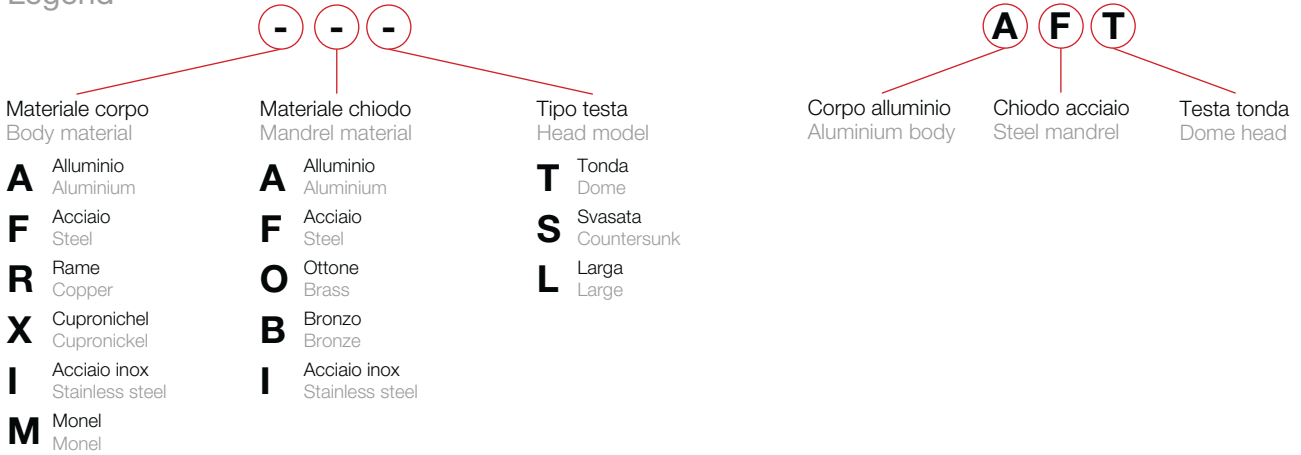 Legend
- - -
Materiale corpo
Body material
A Alluminio
Aluminium
F Acciaio
Steel
R Rame
Copper
X Cupronichel
Cupronickel
I Acciaio inox
Stainless steel
M Monel
Monel
Materiale chiodo
Mandrel material
A Alluminio
Aluminium
F Acciaio
Steel
O Ottone
Brass
B Bronzo
Bronze
I Acciaio inox
Stainless steel
Tipo testa
Head model
T Tonda
Dome
S Svasata
Countersunk
L Larga
Large
A F T
Corpo alluminio
Aluminium body
Chiodo acciaio
Steel mandrel
Testa tonda
Dome head